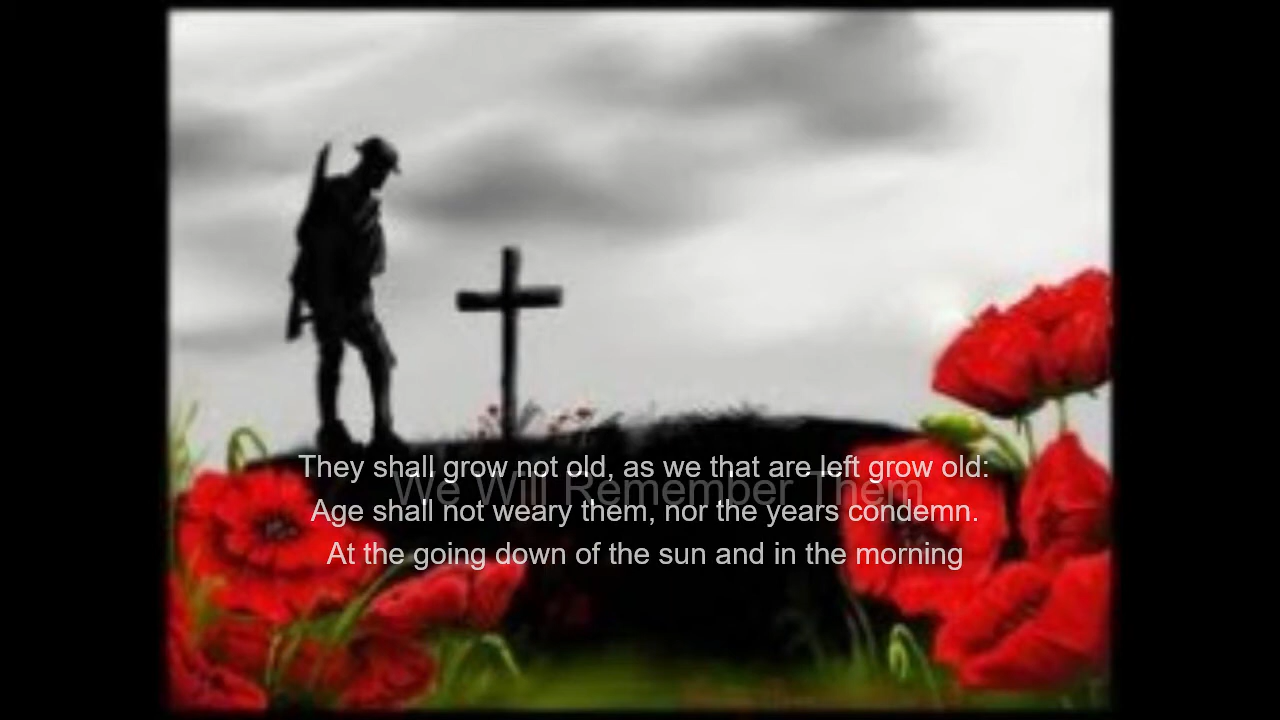 They shall grow not old, as we that are left grow old:
We Will Remember Them
Age shall not weary them, nor the years condemn.
At the going down of the sun and in the morning